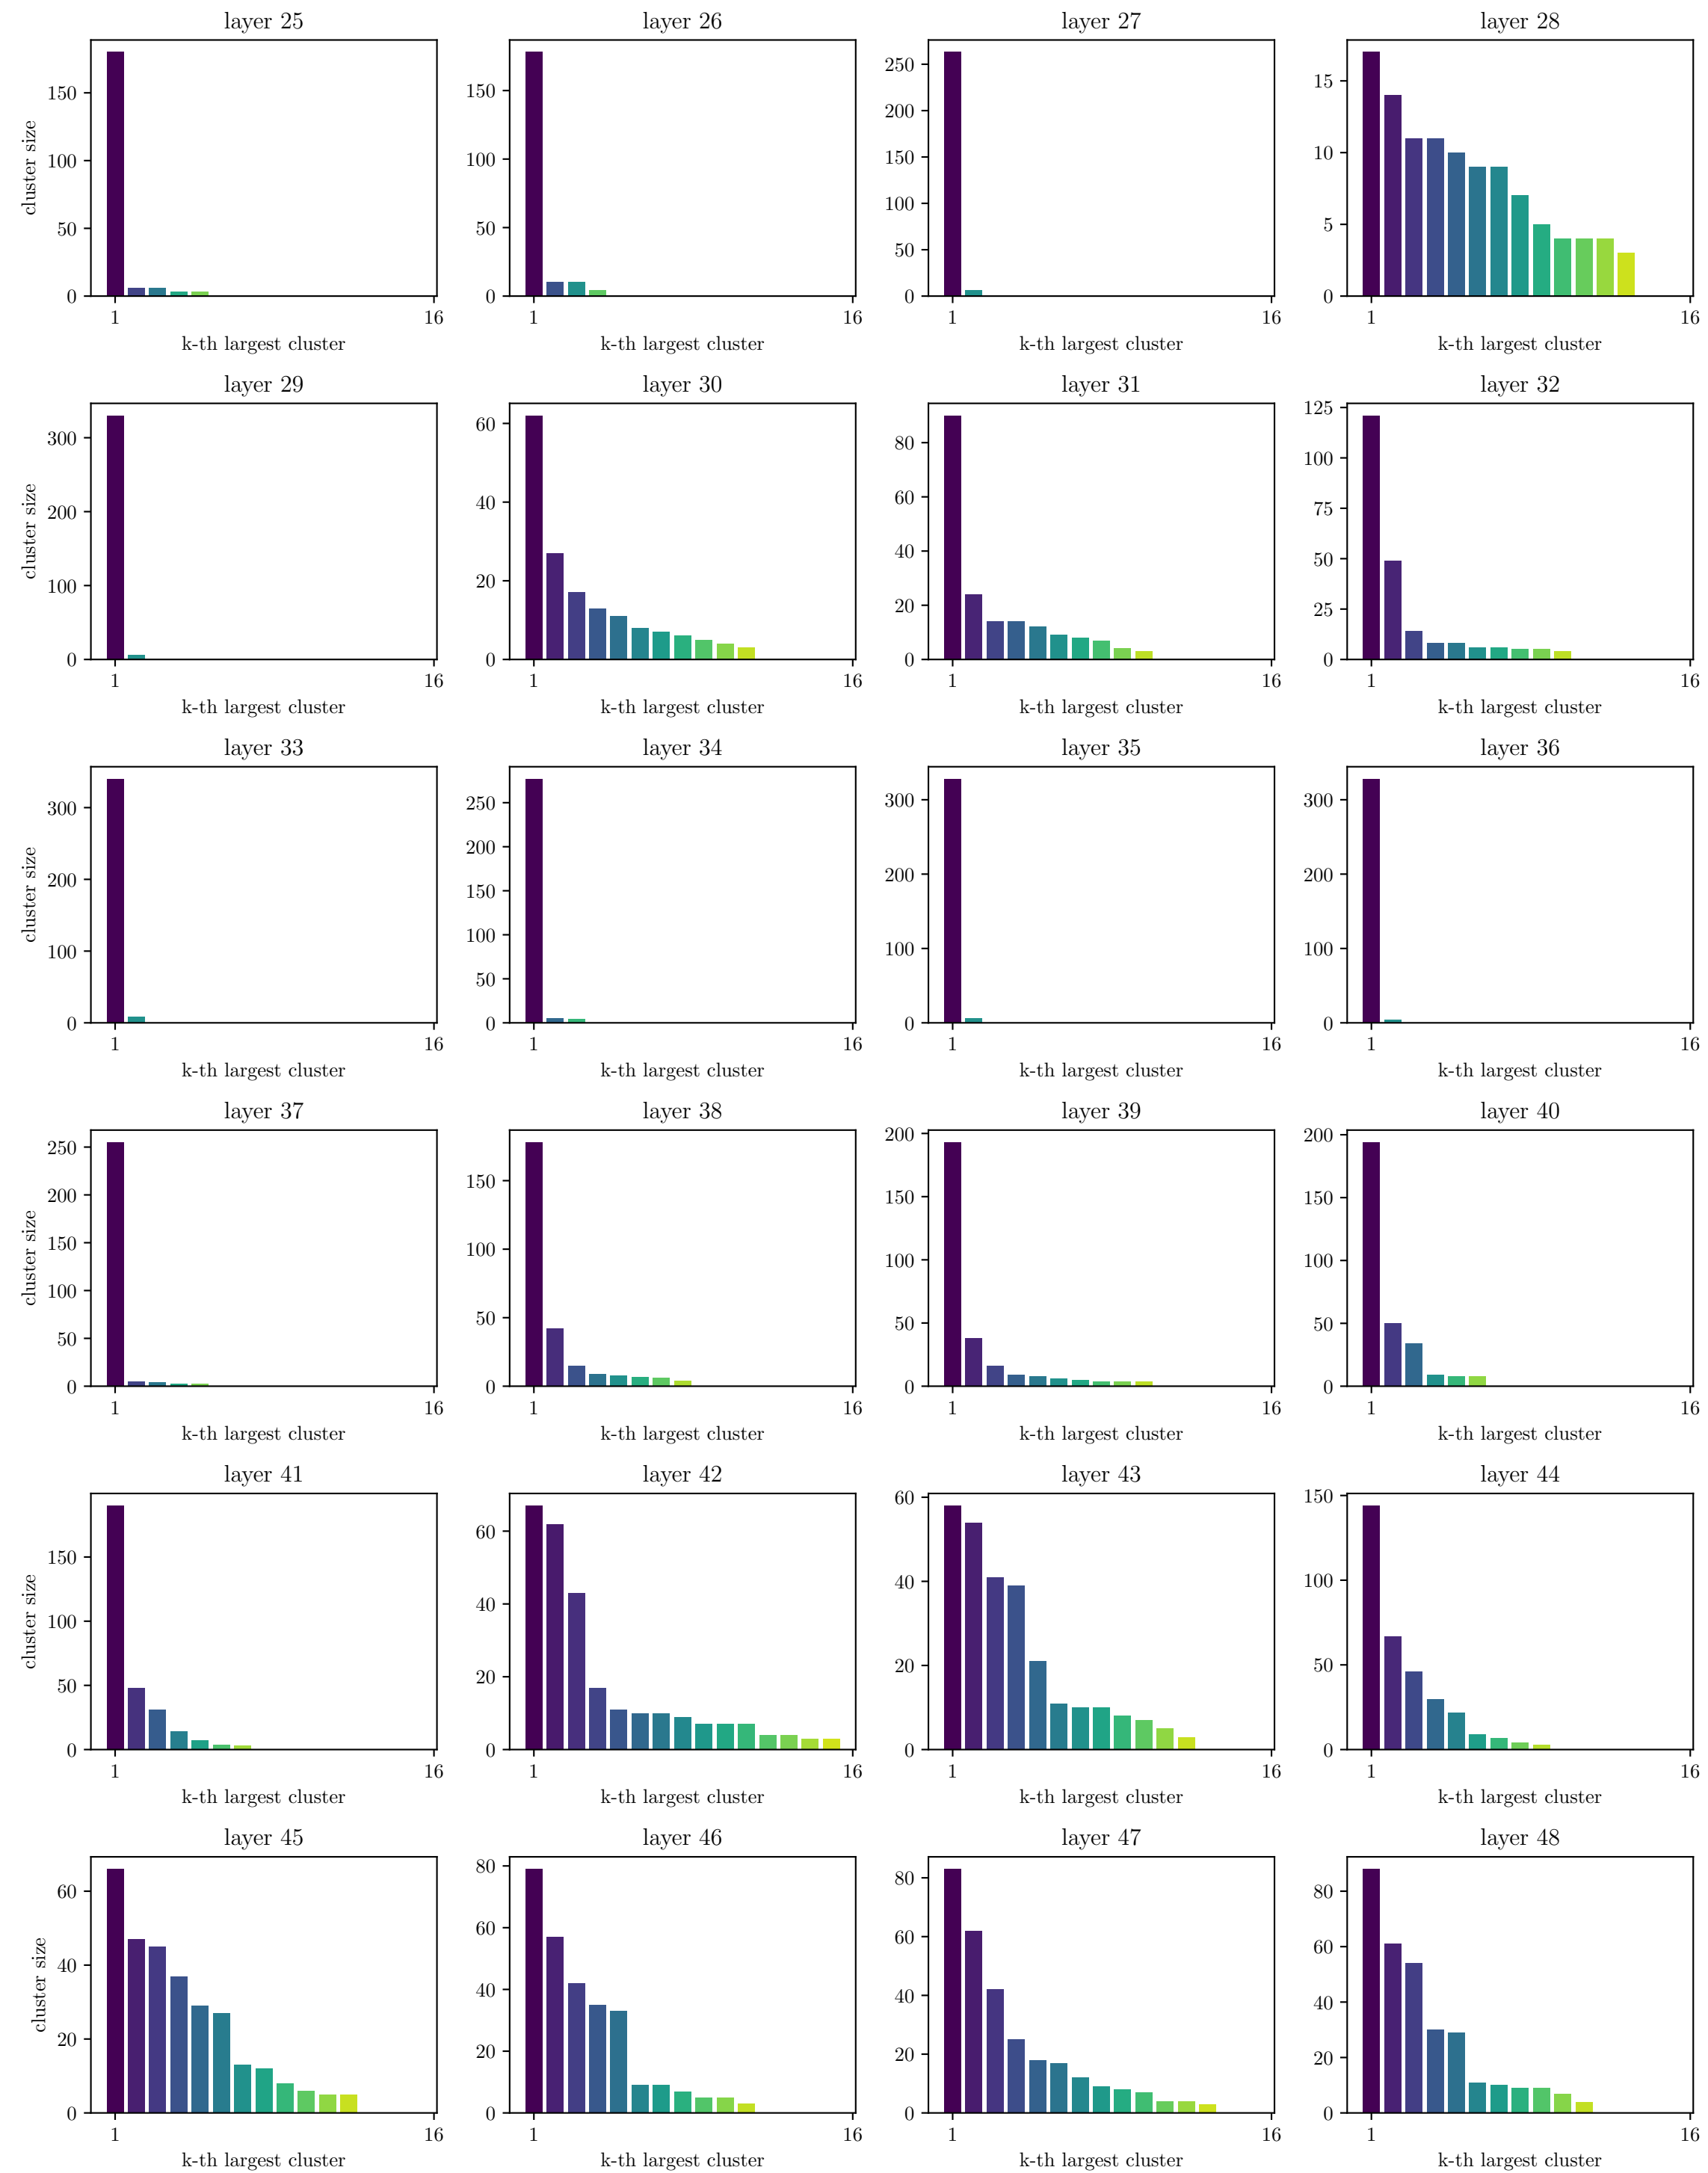 layer 25
layer 26
layer 27
layer 28
cluster size
150
100
50
0
150
100
50
0
250
200
150
100
50
0
15
10
5
0
1 16
1 16
1 16
1 16
k-th largest cluster
k-th largest cluster
k-th largest cluster
k-th largest cluster
layer 29
layer 30
layer 31
layer 32
cluster size
300
200
100
0
60
40
20
0
80
60
40
20
0
125
100
75
50
25
0
1 16
1 16
1 16
1 16
k-th largest cluster
k-th largest cluster
k-th largest cluster
k-th largest cluster
layer 33
layer 34
layer 35
layer 36
cluster size
300
200
100
0
250
200
150
100
50
0
300
200
100
0
300
200
100
0
1 16
1 16
1 16
1 16
k-th largest cluster
k-th largest cluster
k-th largest cluster
k-th largest cluster
layer 37
layer 38
layer 39
layer 40
cluster size
250
200
150
100
50
0
150
100
50
0
200
150
100
50
0
200
150
100
50
0
1 16
1 16
1 16
1 16
k-th largest cluster
k-th largest cluster
k-th largest cluster
k-th largest cluster
layer 41
layer 42
layer 43
layer 44
cluster size
150
100
50
0
60
40
20
0
60
40
20
0
150
100
50
0
1 16
1 16
1 16
1 16
k-th largest cluster
k-th largest cluster
k-th largest cluster
k-th largest cluster
layer 45
layer 46
layer 47
layer 48
cluster size
60
40
20
0
80
60
40
20
0
80
60
40
20
0
80
60
40
20
0
1 16
1 16
1 16
1 16
k-th largest cluster
k-th largest cluster
k-th largest cluster
k-th largest cluster